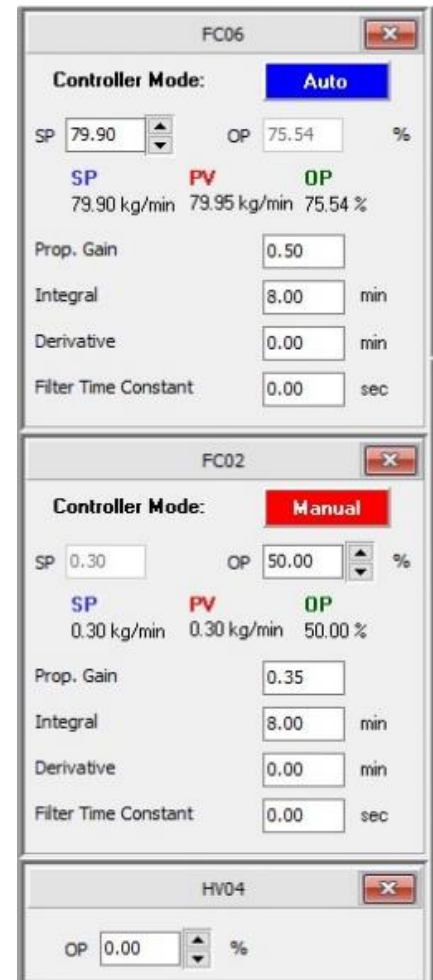 FC06
Controller Mode: Auto
SP 79.90 OP 75.54 %
SP PV OP
79.90 kg/min 79.95 kg/min 75.54 %
Prop. Gain 0.50
Integral 8.00 min
Derivative 0.00 min
Filter Time Constant 0.00 sec
FC02
Controller Mode: Manual
SP 0.30 OP 50.00 %
SP PV OP
0.30 kg/min 0.30 kg/min 50.00 %
Prop. Gain 0.35
Integral 8.00 min
Derivative 0.00 min
Filter Time Constant 0.00 sec
HV04
OP 0.00 %